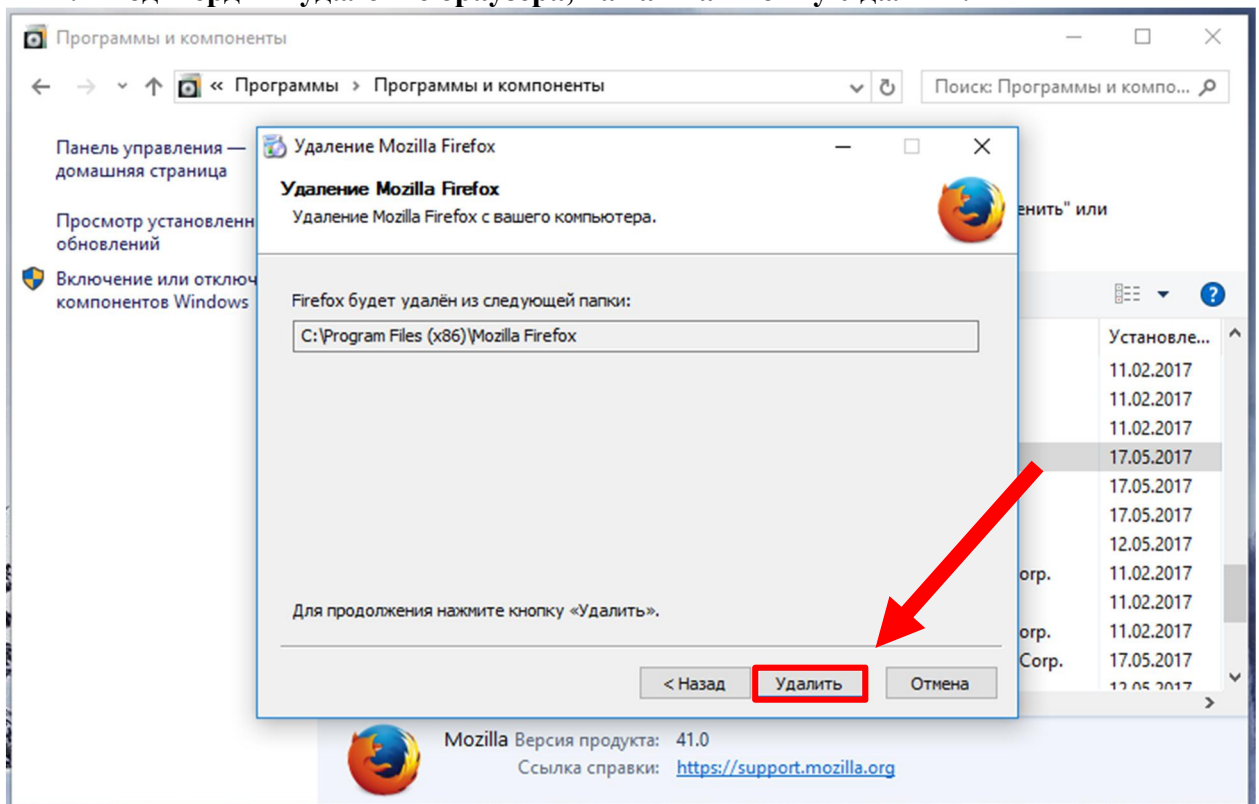 Программы и компоненты
« Программы > Программы и компоненты
Поиск: Программы и компо...
Панель управления —
домашняя страница
Просмотр установленн
обновлений
Включение или отключ
компонентов Windows
Удаление Mozilla Firefox
Удаление Mozilla Firefox
Удаление Mozilla Firefox с вашего компьютера.
Firefox будет удалён из следующей папки:
C:\Program Files (x86)\Mozilla Firefox
Для продолжения нажмите кнопку «Удалить».
< Назад
Удалить
Отмена
енить" или
Установле...
11.02.2017
11.02.2017
11.02.2017
17.05.2017
17.05.2017
17.05.2017
12.05.2017
orp. 11.02.2017
11.02.2017
orp. 11.02.2017
Corp. 17.05.2017
12.05.2017
Mozilla Версия продукта: 41.0
Ссылка справки: https://support.mozilla.org